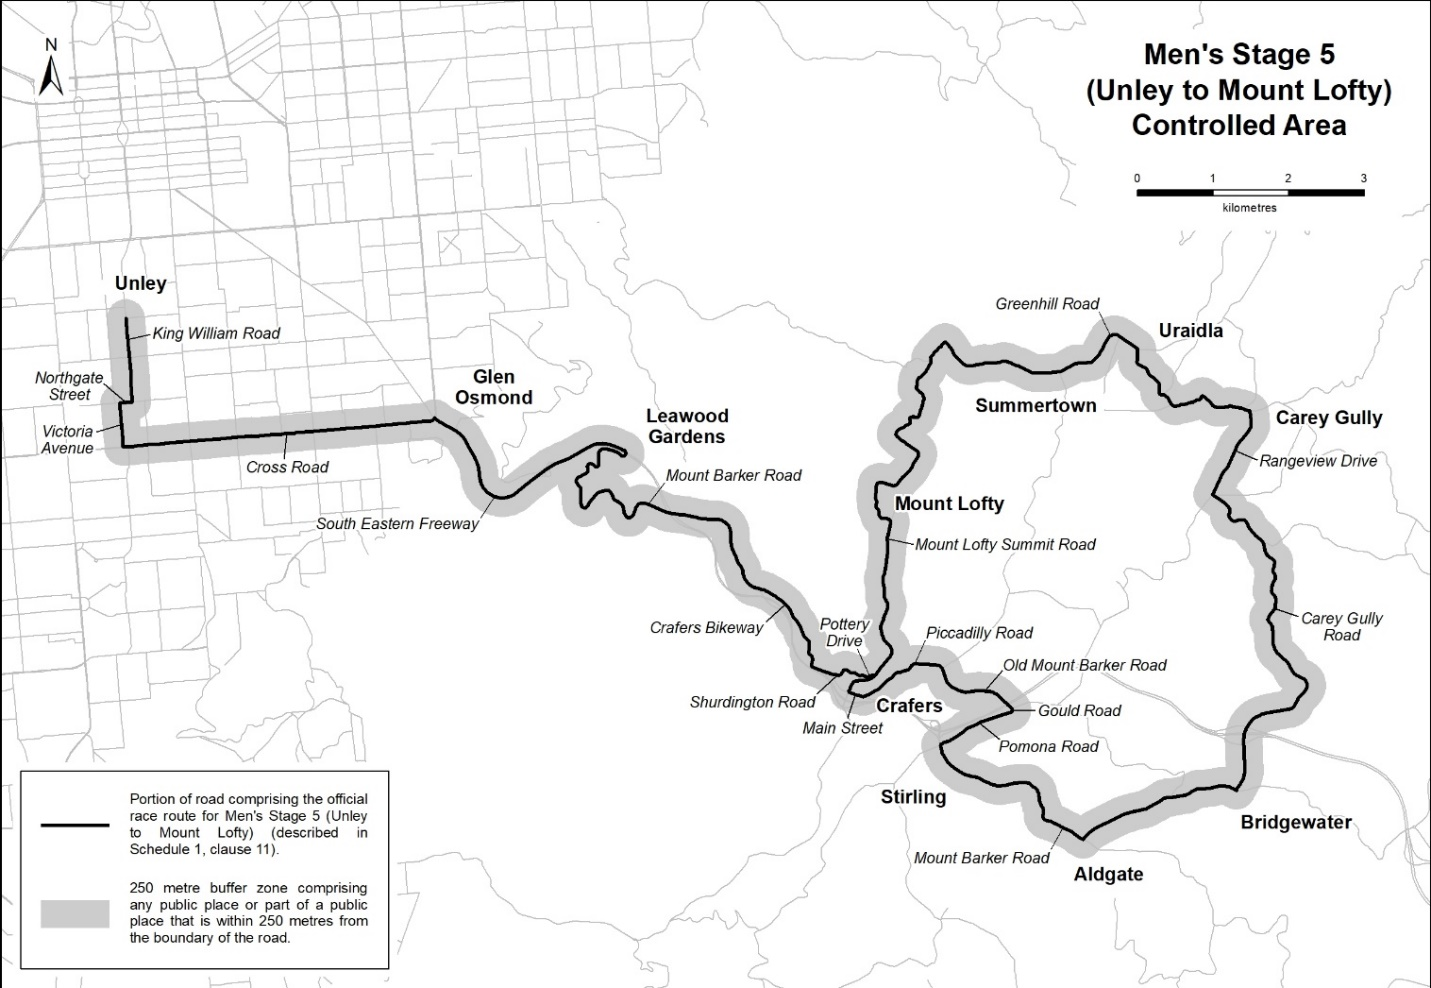 N
Men's Stage 5
(Unley to Mount Lofty)
Controlled Area
0 1 2 3
kilometres
Unley
King William Road
Northgate
Street
Victoria
Avenue
Cross Road
Glen
Osmond
South Eastern Freeway
Leawood
Gardens
Mount Barker Road
Crafers Bikeway
Shurdington Road
Main Street
Pottery
Drive
Crafers
Piccadilly Road
Old Mount Barker Road
Gould Road
Pomona Road
Stirling
Mount Barker Road
Aldgate
Bridgewater
Carey Gully
Road
Rangeview Drive
Carey Gully
Uraidla
Greenhill Road
Summertown
Mount Lofty
Mount Lofty Summit Road
Portion of road comprising the official
race route for Men's Stage 5 (Unley
to Mount Lofty) (described in
Schedule 1, clause 11).
250 metre buffer zone comprising
any public place or part of a public
place that is within 250 metres from
the boundary of the road.